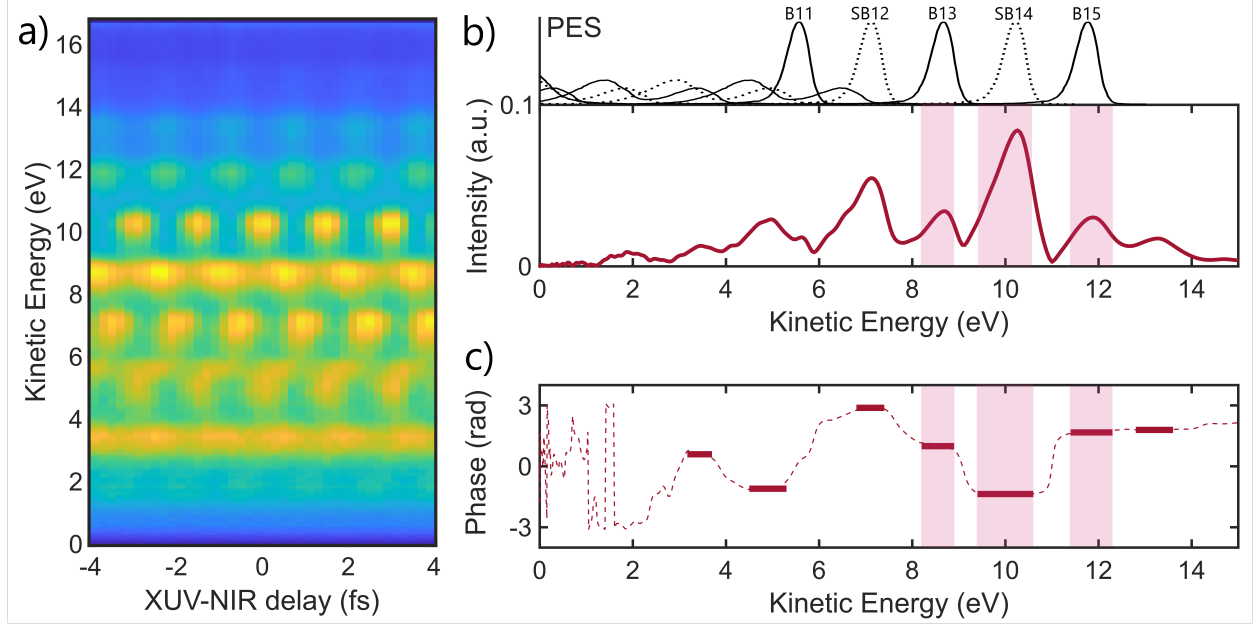 a)
16
14
12
10
8
6
4
2
0
Kinetic Energy (eV)
-4 -2 0 2 4
XUV-NIR delay (fs)
b)
PES
B11 SB12 B13 SB14 B15
0.1
0
Intensity (a.u.)
0 2 4 6 8 10 12 14
Kinetic Energy (eV)
c)
3
0
-3
Phase (rad)
0 2 4 6 8 10 12 14
Kinetic Energy (eV)